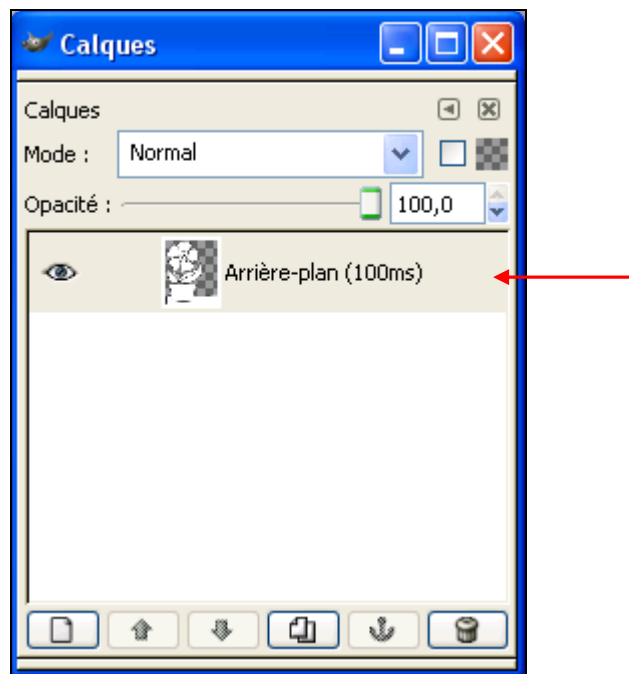 Calques
Calques
Mode : Normal
Opacité : 100,0
Arrière-plan (100ms)